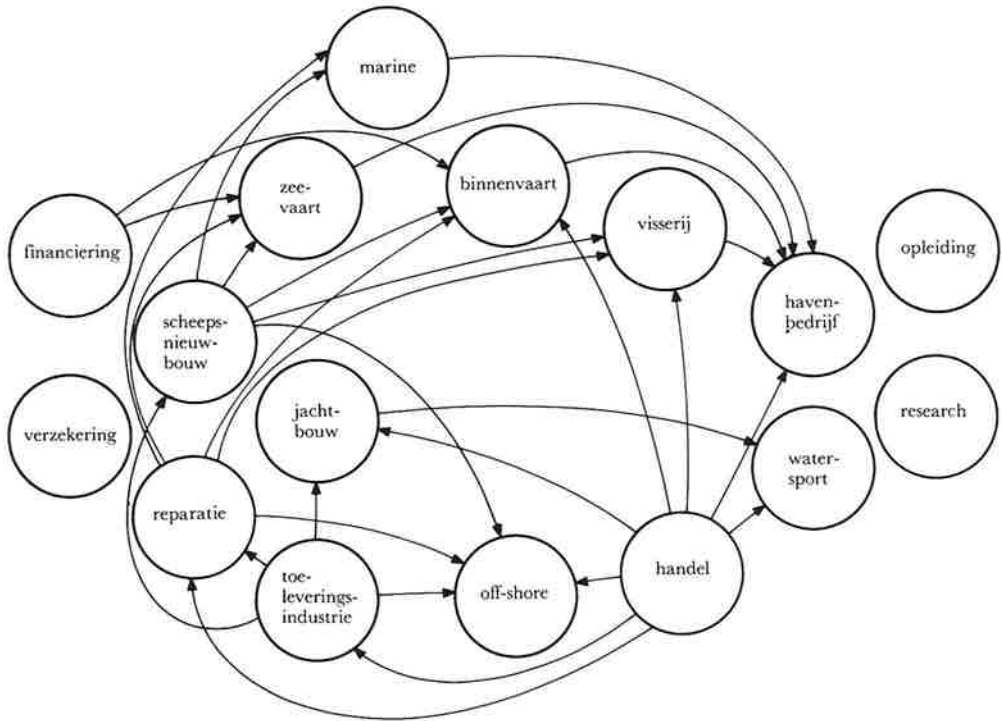 marine
zee-
vaart
binnenvaart
visserij
financiering
opleiding
haven-
bedrijf
scheeps-
nieuw-
bouw
verzekering
jacht-
bouw
research
water-
sport
reparatie
toe-
leverings-
industrie
off-shore
handel